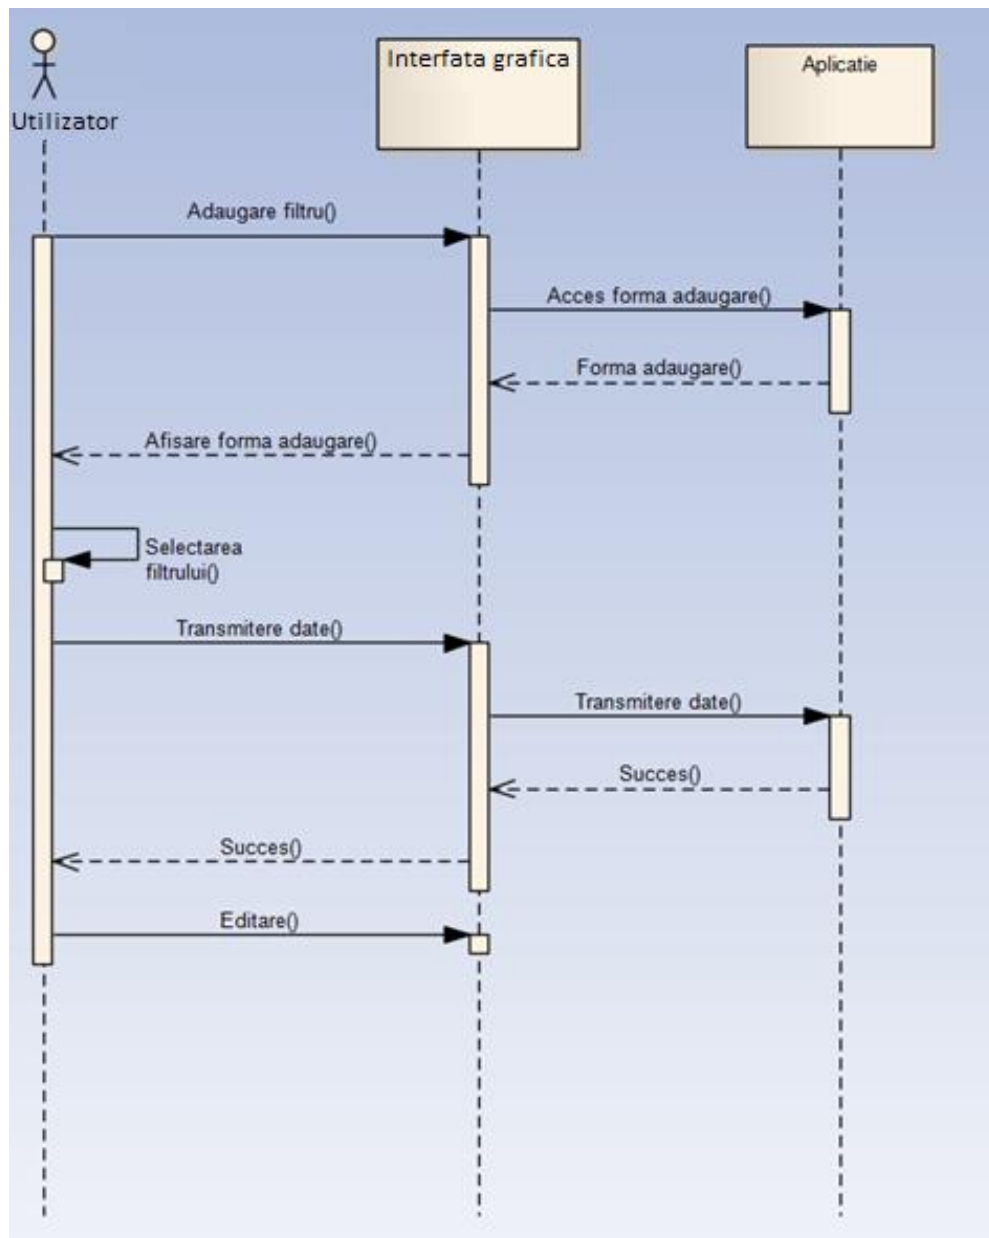 Utilizator
Interfata grafica
Aplicatie
Adaugare filtru()
Acces forma adaugare()
Forma adaugare()
Afisare forma adaugare()
Selectarea
filtrului()
Transmitere date()
Transmitere date()
Succes()
Succes()
Editare()